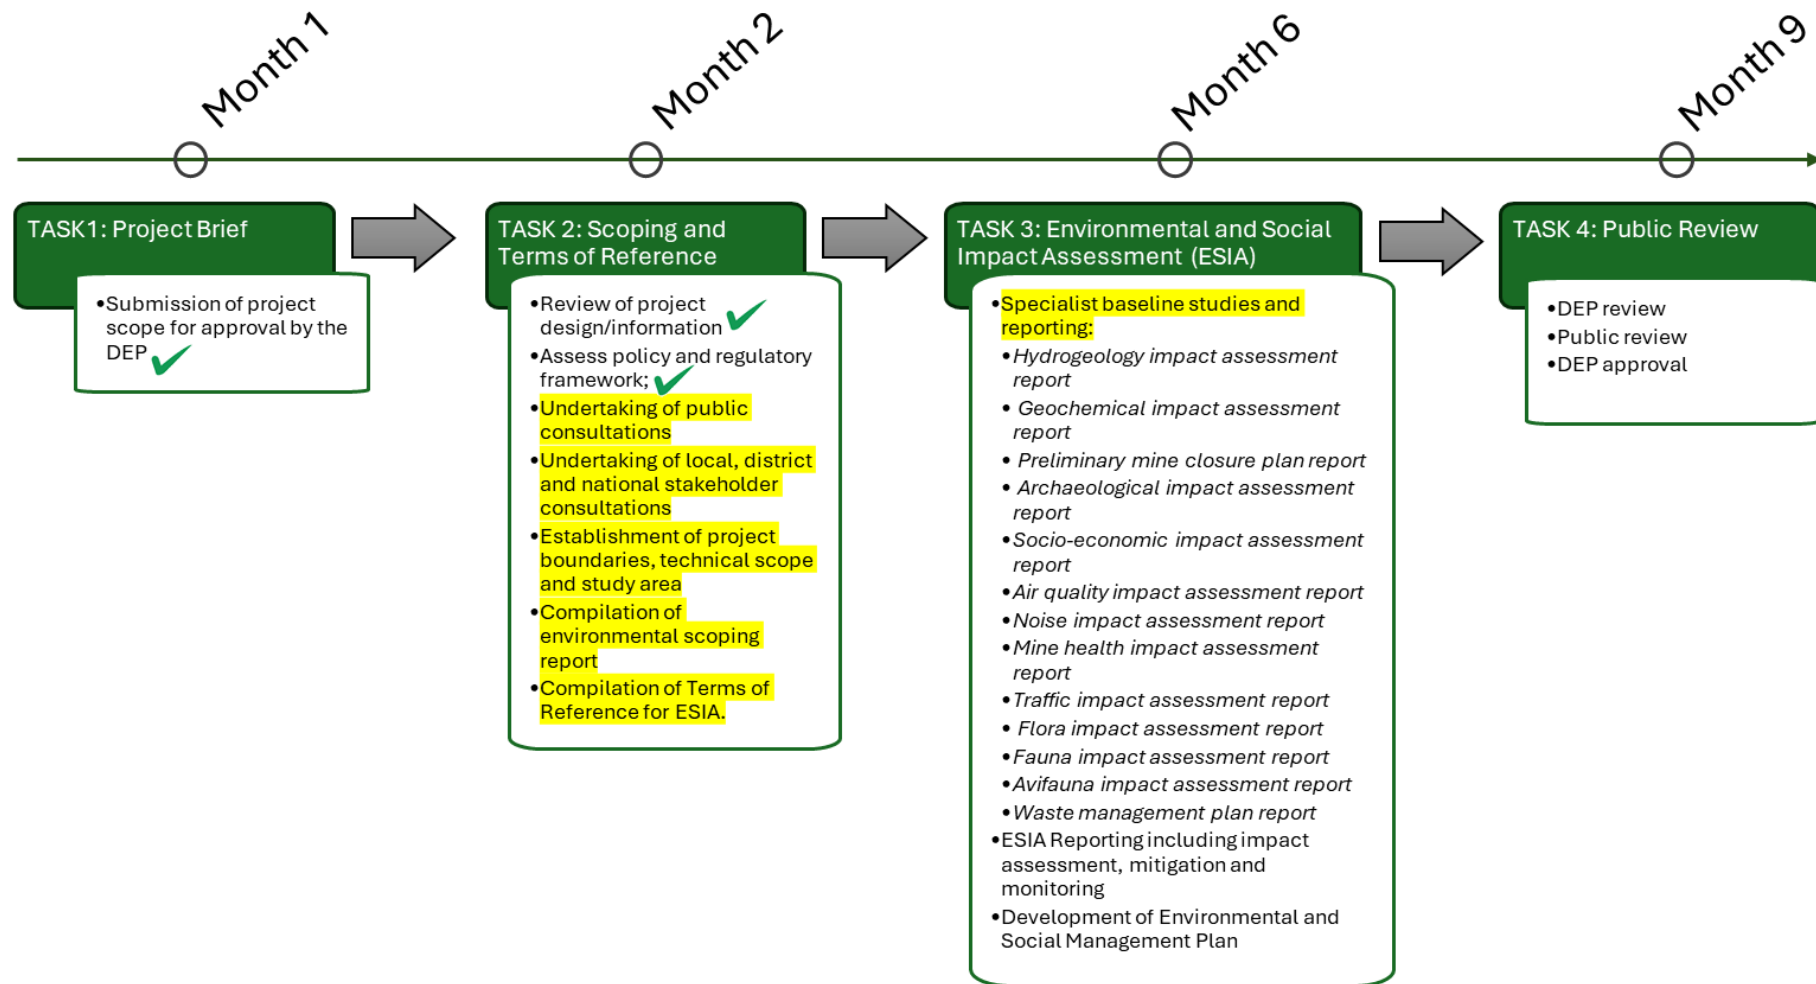 Month 1
Month 2
Month 6
Month 9
TASK1: Project Brief
•Submission of project
scope for approval by the
DEP
TASK 2: Scoping and
Terms of Reference
•Review of project
design/information
•Assess policy and regulatory
framework;
•Undertaking of public
consultations
•Undertaking of local, district
and national stakeholder
consultations
•Establishment of project
boundaries, technical scope
and study area
•Compilation of
environmental scoping
report
•Compilation of Terms of
Reference for ESIA.
TASK 3: Environmental and Social
Impact Assessment (ESIA)
•Specialist baseline studies and
reporting:
•Hydrogeology impact assessment
report
• Geochemical impact assessment
report
• Preliminary mine closure plan report
• Archaeological impact assessment
report
•Socio-economic impact assessment
report
•Air quality impact assessment report
•Noise impact assessment report
•Mine health impact assessment
report
•Traffic impact assessment report
• Flora impact assessment report
•Fauna impact assessment report
•Avifauna impact assessment report
•Waste management plan report
•ESIA Reporting including impact
assessment, mitigation and
monitoring
•Development of Environmental and
Social Management Plan
TASK 4: Public Review
•DEP review
•Public review
•DEP approval